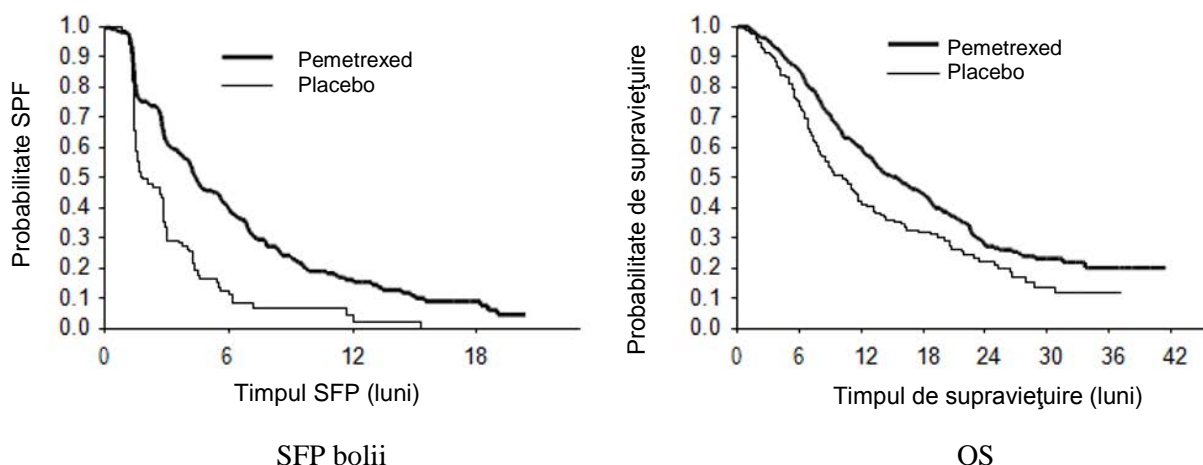 Probabilitate SPF
1.0
0.9
0.8
0.7
0.6
0.5
0.4
0.3
0.2
0.1
0.0
Pemetrexed
Placebo
0 6 12 18
Timpul SFP (luni)
SFP bolii
Probabilitate de supravieţuire
1.0
0.9
0.8
0.7
0.6
0.5
0.4
0.3
0.2
0.1
0.0
Pemetrexed
Placebo
0 6 12 18 24 30 36 42
Timpul de supravieţuire (luni)
OS